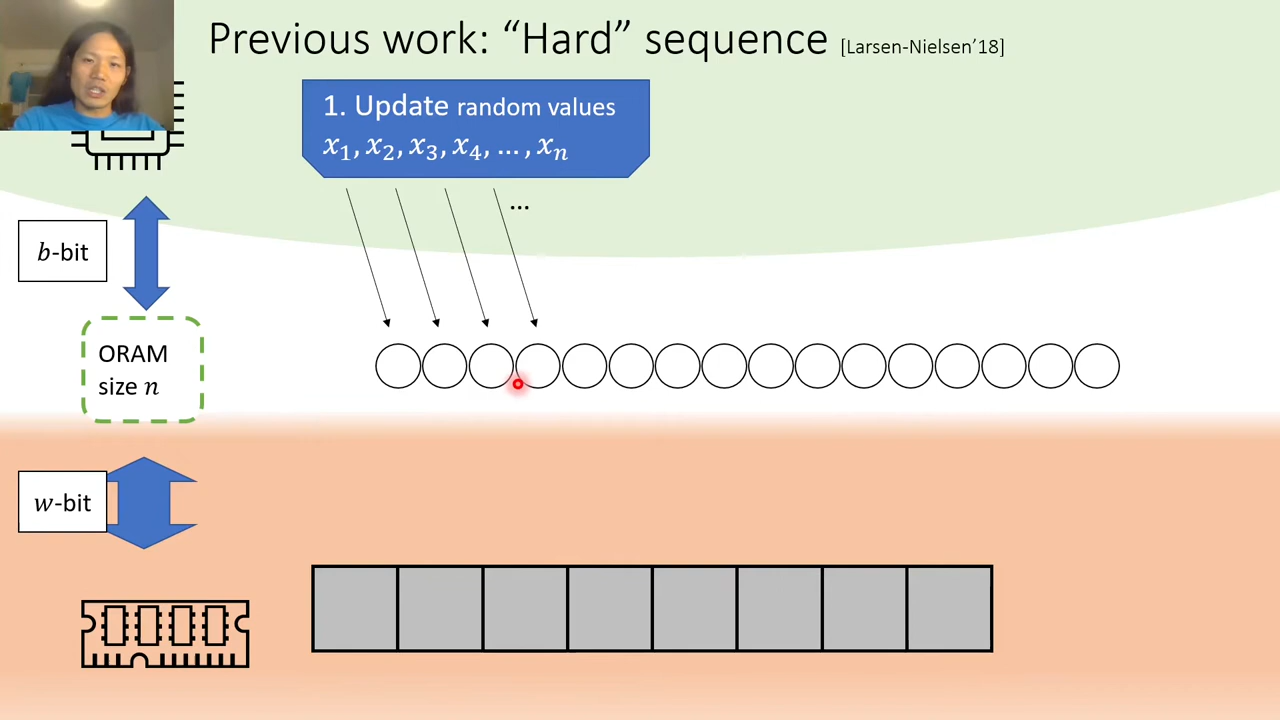 Previous work: “Hard” sequence [Larsen-Nielsen’18]
1. Update random values
x₁, x₂, x₃, x₄, …, xₙ
…
b-bit
ORAM
size n
w-bit